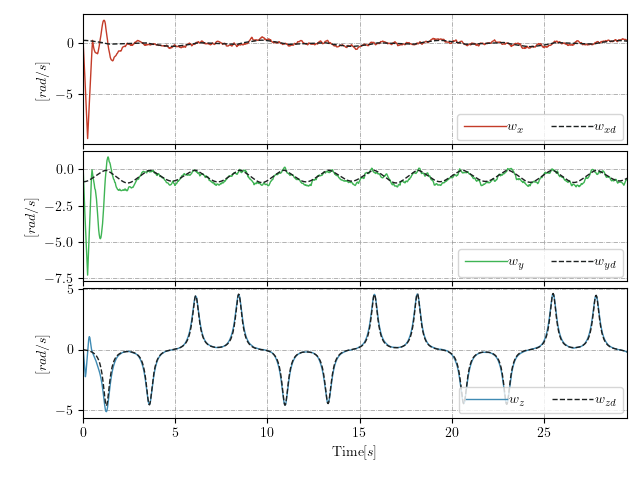 0
−5
[rad/s]
w_x w_xd
0.0
−2.5
−5.0
−7.5
[rad/s]
w_y w_yd
5
0
−5
[rad/s]
w_z w_zd
0 5 10 15 20 25
Time[s]